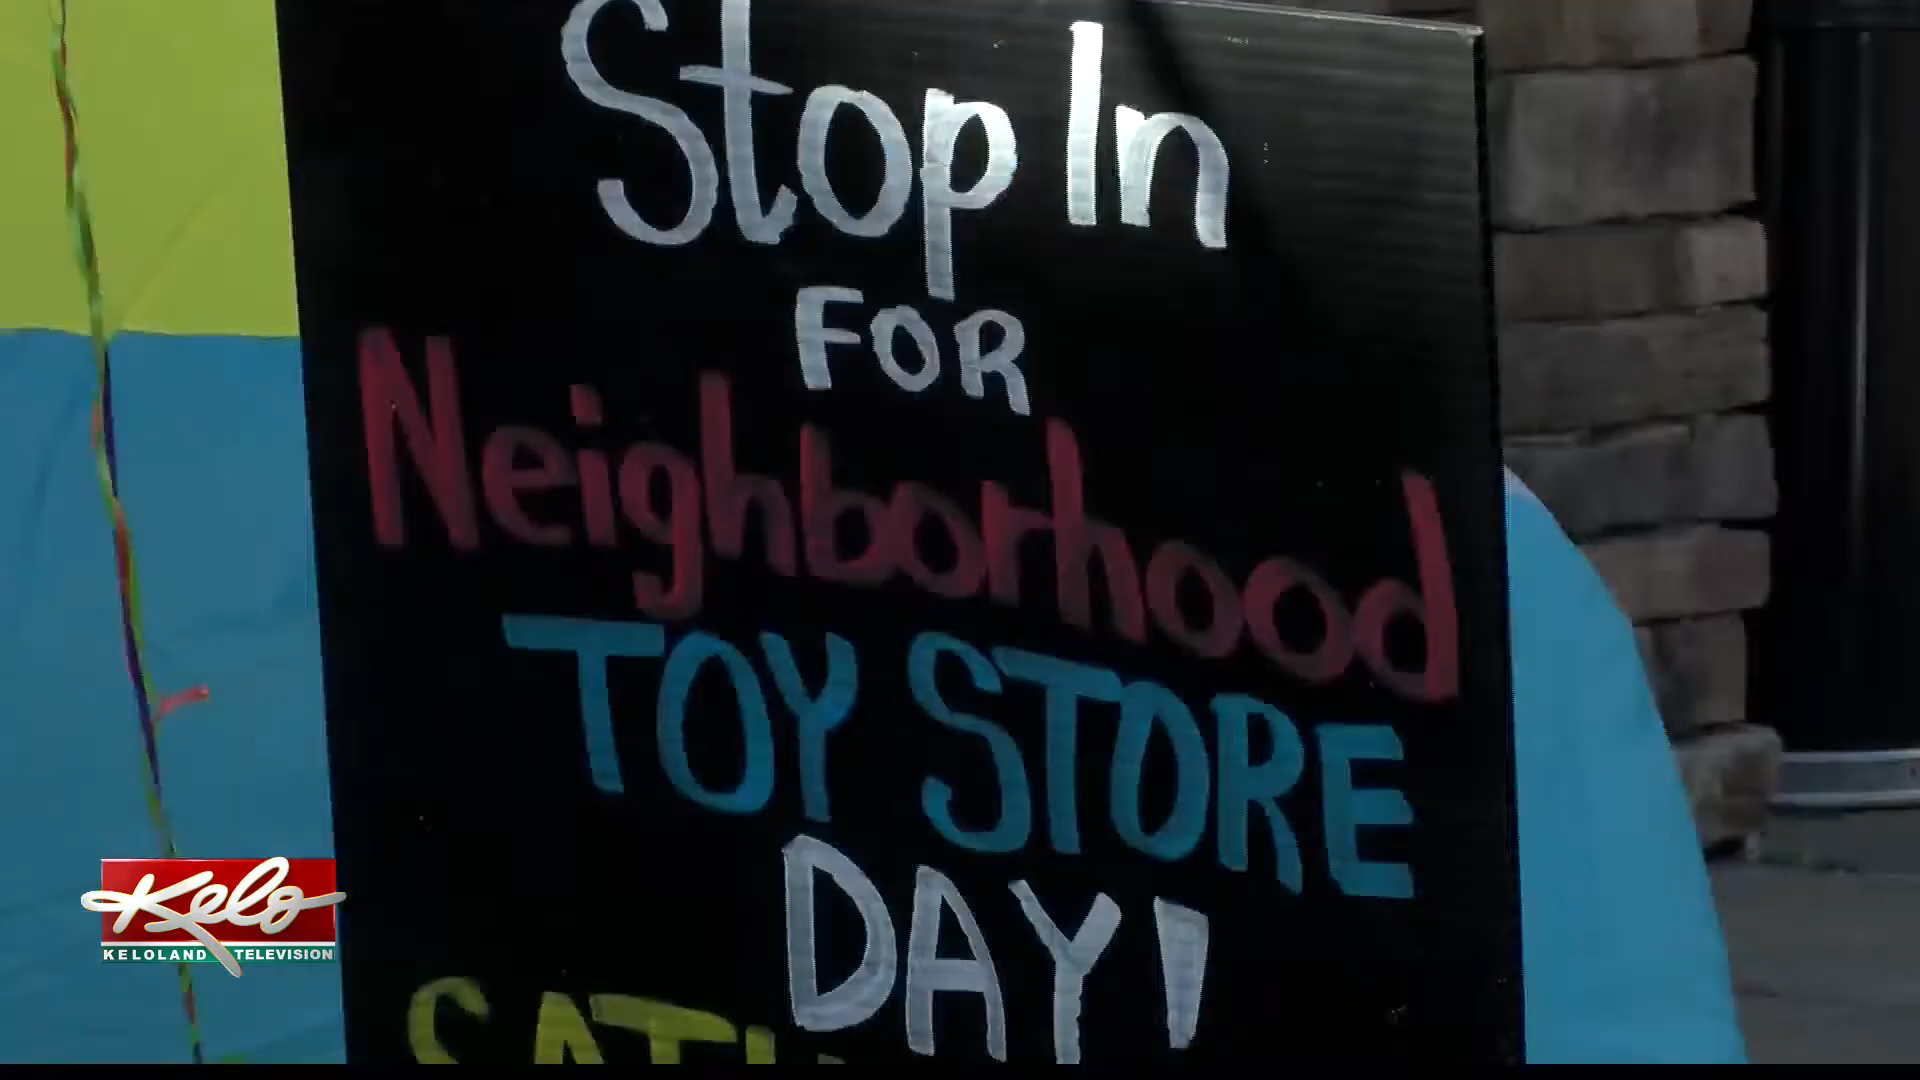 Stop In
FOR
Neighborhood
TOY STORE
DAY!
Kelo
KELOLAND TELEVISION